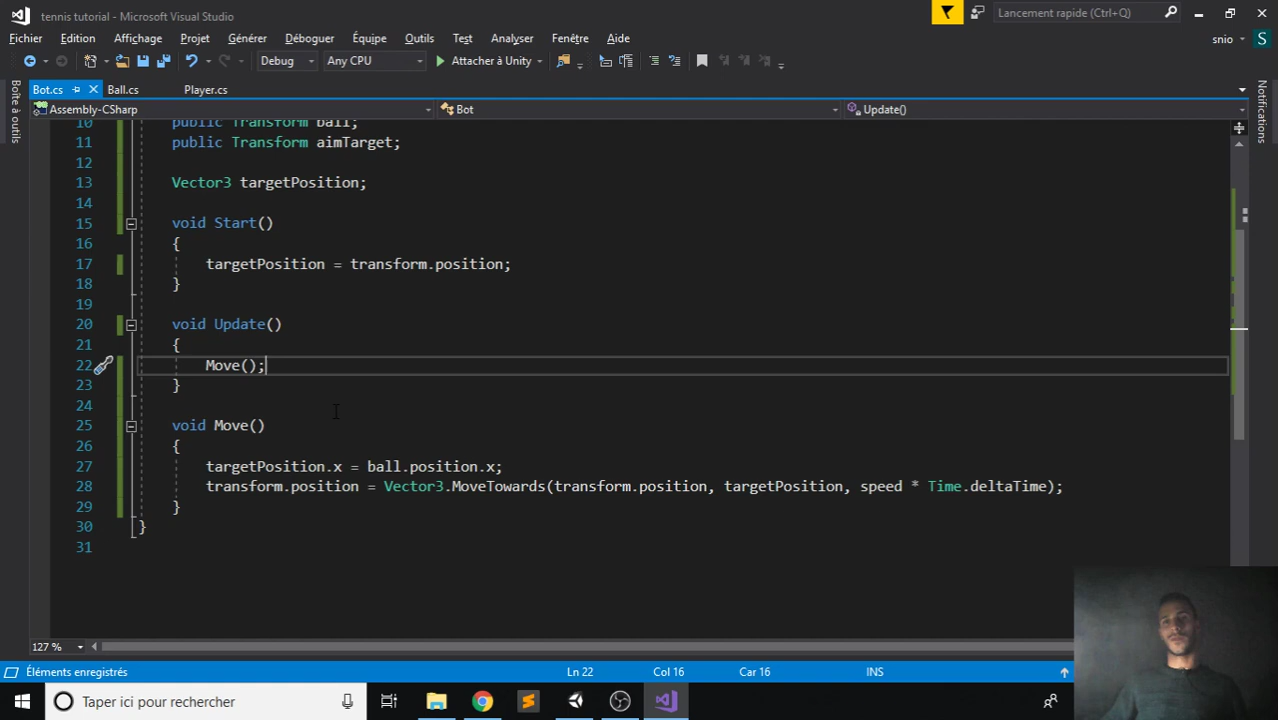 tennis tutorial - Microsoft Visual Studio
Lancement rapide (Ctrl+Q)
Fichier Edition Affichage Projet Générer Déboguer Équipe Outils Test Analyser Fenêtre Aide
snio S
Debug Any CPU Attacher à Unity
Bot.cs Ball.cs Player.cs
Assembly-CSharp Bot Update()
Boîte à outils
Notifications
10 public Transform ball;
11 public Transform aimTarget;
12
13 Vector3 targetPosition;
14
15 void Start()
16 {
17 targetPosition = transform.position;
18 }
19
20 void Update()
21 {
22 Move();
23 }
24
25 void Move()
26 {
27 targetPosition.x = ball.position.x;
28 transform.position = Vector3.MoveTowards(transform.position, targetPosition, speed * Time.deltaTime);
29 }
30 }
31
127 %
Éléments enregistrés Ln 22 Col 16 Car 16 INS
Taper ici pour rechercher